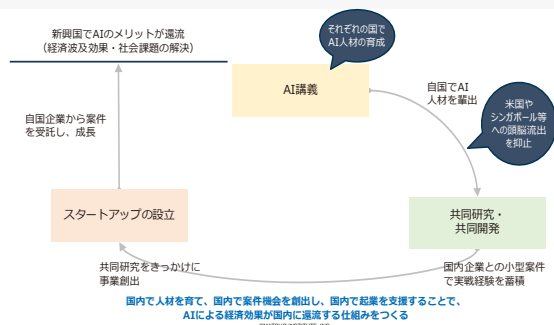 新興国でAIのメリットが還流
（経済波及効果・社会課題の解決）
それぞれの国で
AI人材の育成
AI講義
自国でAI
人材を輩出
米国や
シンガポール等
への頭脳流出
を抑止
自国企業から案件
を受託し、成長
スタートアップの設立
共同研究・
共同開発
共同研究をきっかけに
事業創出
国内企業との小型案件
で実戦経験を蓄積
国内で人材を育て、国内で案件機会を創出し、国内で起業を支援することで、
AIによる経済効果が国内に還流する仕組みをつくる